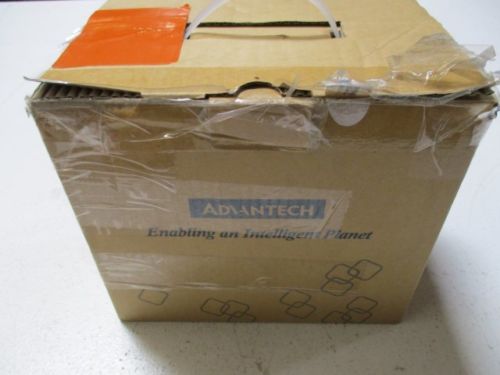 ADVANTECH
Enabling an Intelligent Planet